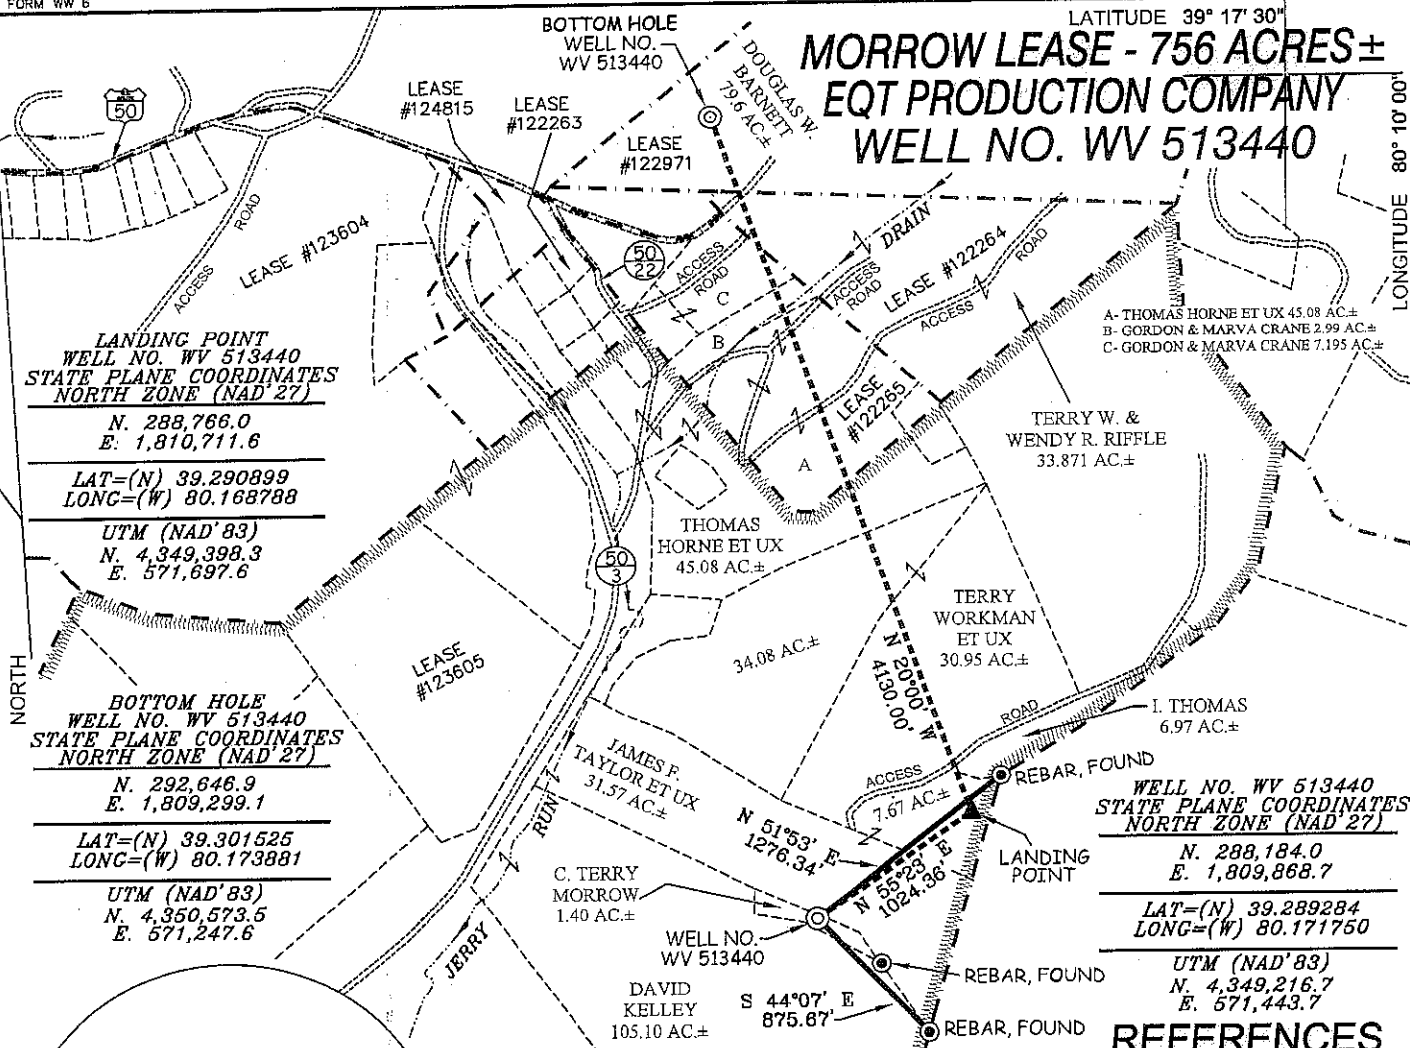 FORM WW 6
LATITUDE 39° 17' 30"
MORROW LEASE - 756 ACRES ±
EQT PRODUCTION COMPANY
WELL NO. WV 513440
LONGITUDE 80° 10' 00"
BOTTOM HOLE
WELL NO.
WV 513440
DOUGLAS W.
BARNETT
79.6 AC.±
50
LEASE
#124815
LEASE
#122263
LEASE
#122971
ROAD
ACCESS
LEASE #123604
50
22
ACCESS
ROAD
DRAIN
ACCESS
ROAD
LEASE #122264
ACCESS
ROAD
C
B
A
LEASE
#122265
A- THOMAS HORNE ET UX 45.08 AC.±
B- GORDON & MARVA CRANE 2.99 AC.±
C- GORDON & MARVA CRANE 7.195 AC.±
TERRY W. &
WENDY R. RIFFLE
33.871 AC.±
LANDING POINT
WELL NO. WV 513440
STATE PLANE COORDINATES
NORTH ZONE (NAD'27)
N. 288,766.0
E. 1,810,711.6
LAT=(N) 39.290899
LONG=(W) 80.168788
UTM (NAD'83)
N. 4,349,398.3
E. 571,697.6
THOMAS
HORNE ET UX
45.08 AC.±
50
3
TERRY
WORKMAN
ET UX
30.95 AC.±
34.08 AC.±
N 20°00' W
4130.00'
LEASE
#123605
NORTH
BOTTOM HOLE
WELL NO. WV 513440
STATE PLANE COORDINATES
NORTH ZONE (NAD'27)
N. 292,646.9
E. 1,809,299.1
LAT=(N) 39.301525
LONG=(W) 80.173881
UTM (NAD'83)
N. 4,350,573.5
E. 571,247.6
JAMES F.
TAYLOR ET UX
31.57 AC.±
JERRY
RUN
ACCESS
ROAD
7.67 AC.±
I. THOMAS
6.97 AC.±
REBAR, FOUND
N 51°53' E
1276.34'
N 55°23' E
1024.36'
LANDING
POINT
C. TERRY
MORROW
1.40 AC.±
WELL NO.
WV 513440
REBAR, FOUND
DAVID
KELLEY
105.10 AC.±
S 44°07' E
875.67'
REBAR, FOUND
WELL NO. WV 513440
STATE PLANE COORDINATES
NORTH ZONE (NAD'27)
N. 288,184.0
E. 1,809,868.7
LAT=(N) 39.289284
LONG=(W) 80.171750
UTM (NAD'83)
N. 4,349,216.7
E. 571,443.7
REFERENCES